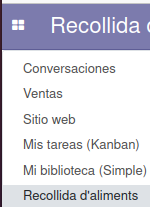 Recollida
Conversaciones
Ventas
Sitio web
Mis tareas (Kanban)
Mi biblioteca (Simple)
Recollida d'aliments